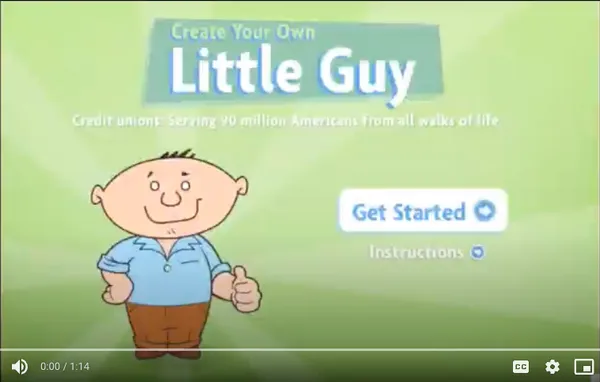 Create Your Own
Little Guy
Credit unions: Serving 90 million Americans from all walks of life
Get Started
Instructions
0:00 / 1:14
CC